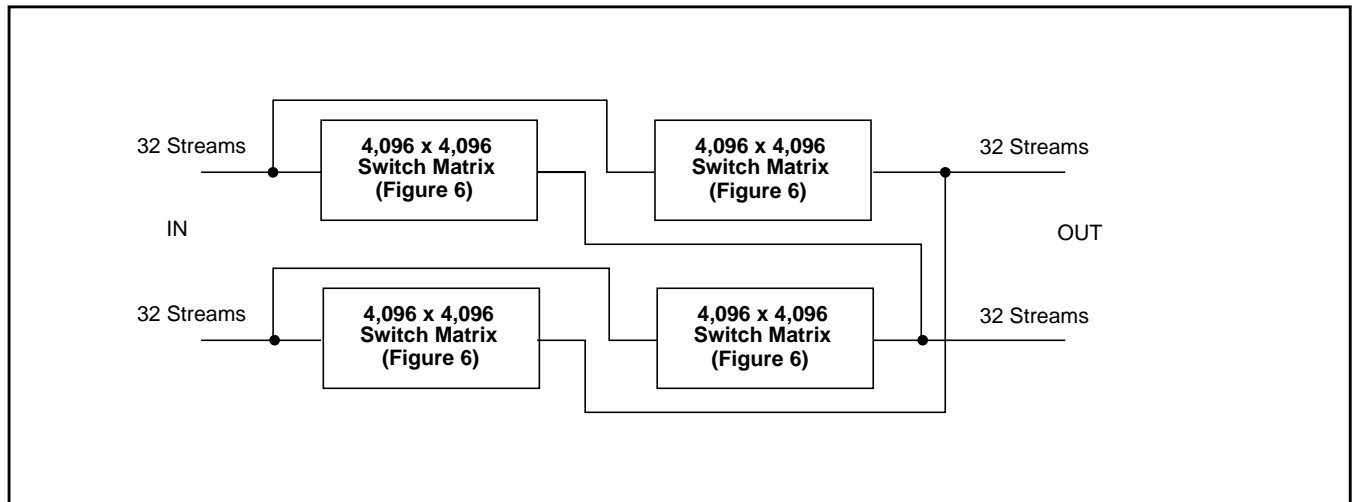 32 Streams
4,096 x 4,096
Switch Matrix
(Figure 6)
4,096 x 4,096
Switch Matrix
(Figure 6)
32 Streams
IN
OUT
32 Streams
4,096 x 4,096
Switch Matrix
(Figure 6)
4,096 x 4,096
Switch Matrix
(Figure 6)
32 Streams